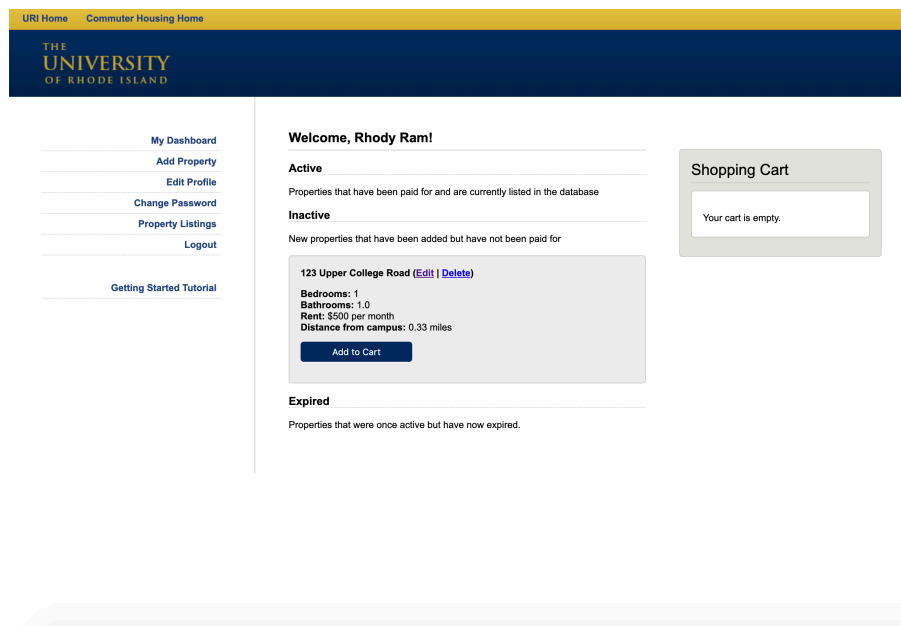 URI Home Commuter Housing Home
THE
UNIVERSITY
OF RHODE ISLAND
My Dashboard
Add Property
Edit Profile
Change Password
Property Listings
Logout
Getting Started Tutorial
Welcome, Rhody Ram!
Active
Properties that have been paid for and are currently listed in the database
Inactive
New properties that have been added but have not been paid for
123 Upper College Road (Edit | Delete)
Bedrooms: 1
Bathrooms: 1.0
Rent: $500 per month
Distance from campus: 0.33 miles
Add to Cart
Expired
Properties that were once active but have now expired.
Shopping Cart
Your cart is empty.